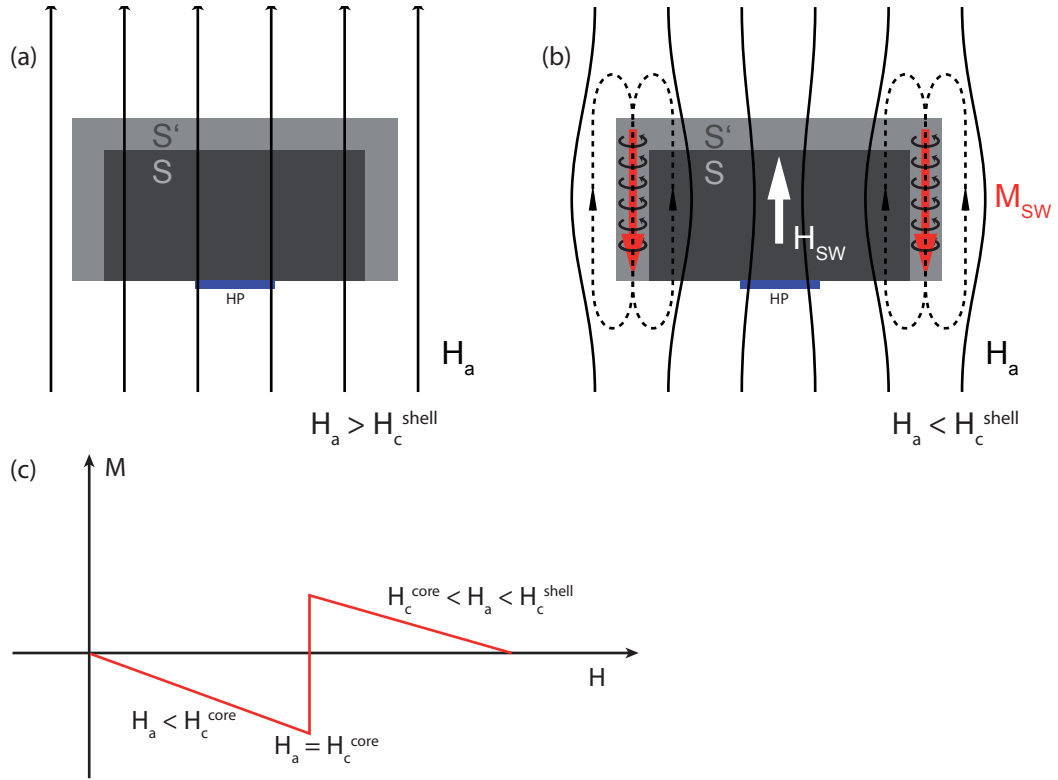 (a)
S‘
S
HP
H_a
H_a > H_c^shell
(b)
S‘
S
H_SW
M_SW
HP
H_a
H_a < H_c^shell
(c)
M
H_c^core < H_a < H_c^shell
H
H_a < H_c^core
H_a = H_c^core